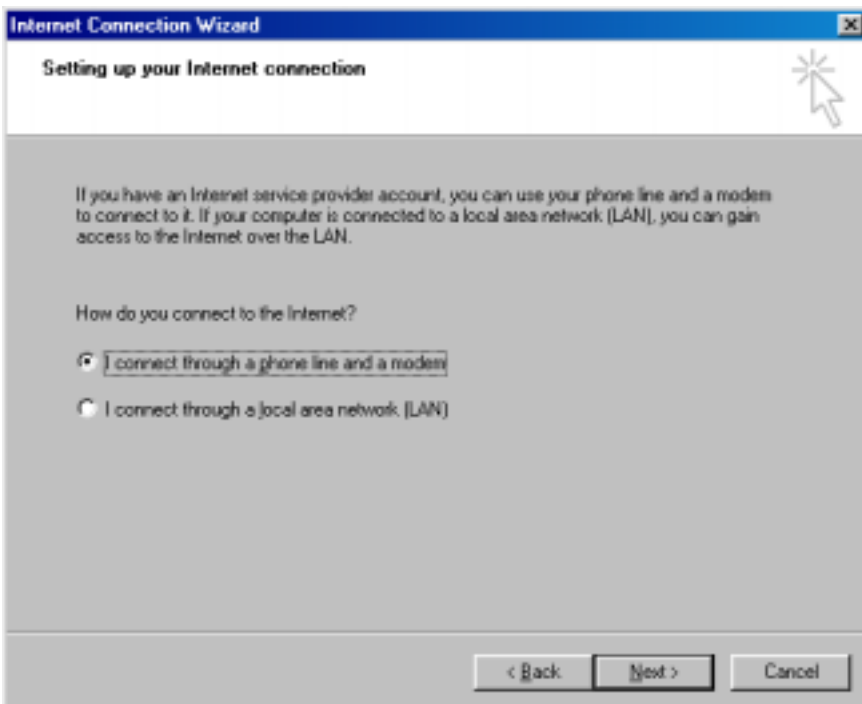 Internet Connection Wizard
Setting up your Internet connection
If you have an Internet service provider account, you can use your phone line and a modem
to connect to it. If your computer is connected to a local area network (LAN), you can gain
access to the Internet over the LAN.
How do you connect to the Internet?
I connect through a phone line and a modem
I connect through a local area network (LAN)
< Back
Next >
Cancel